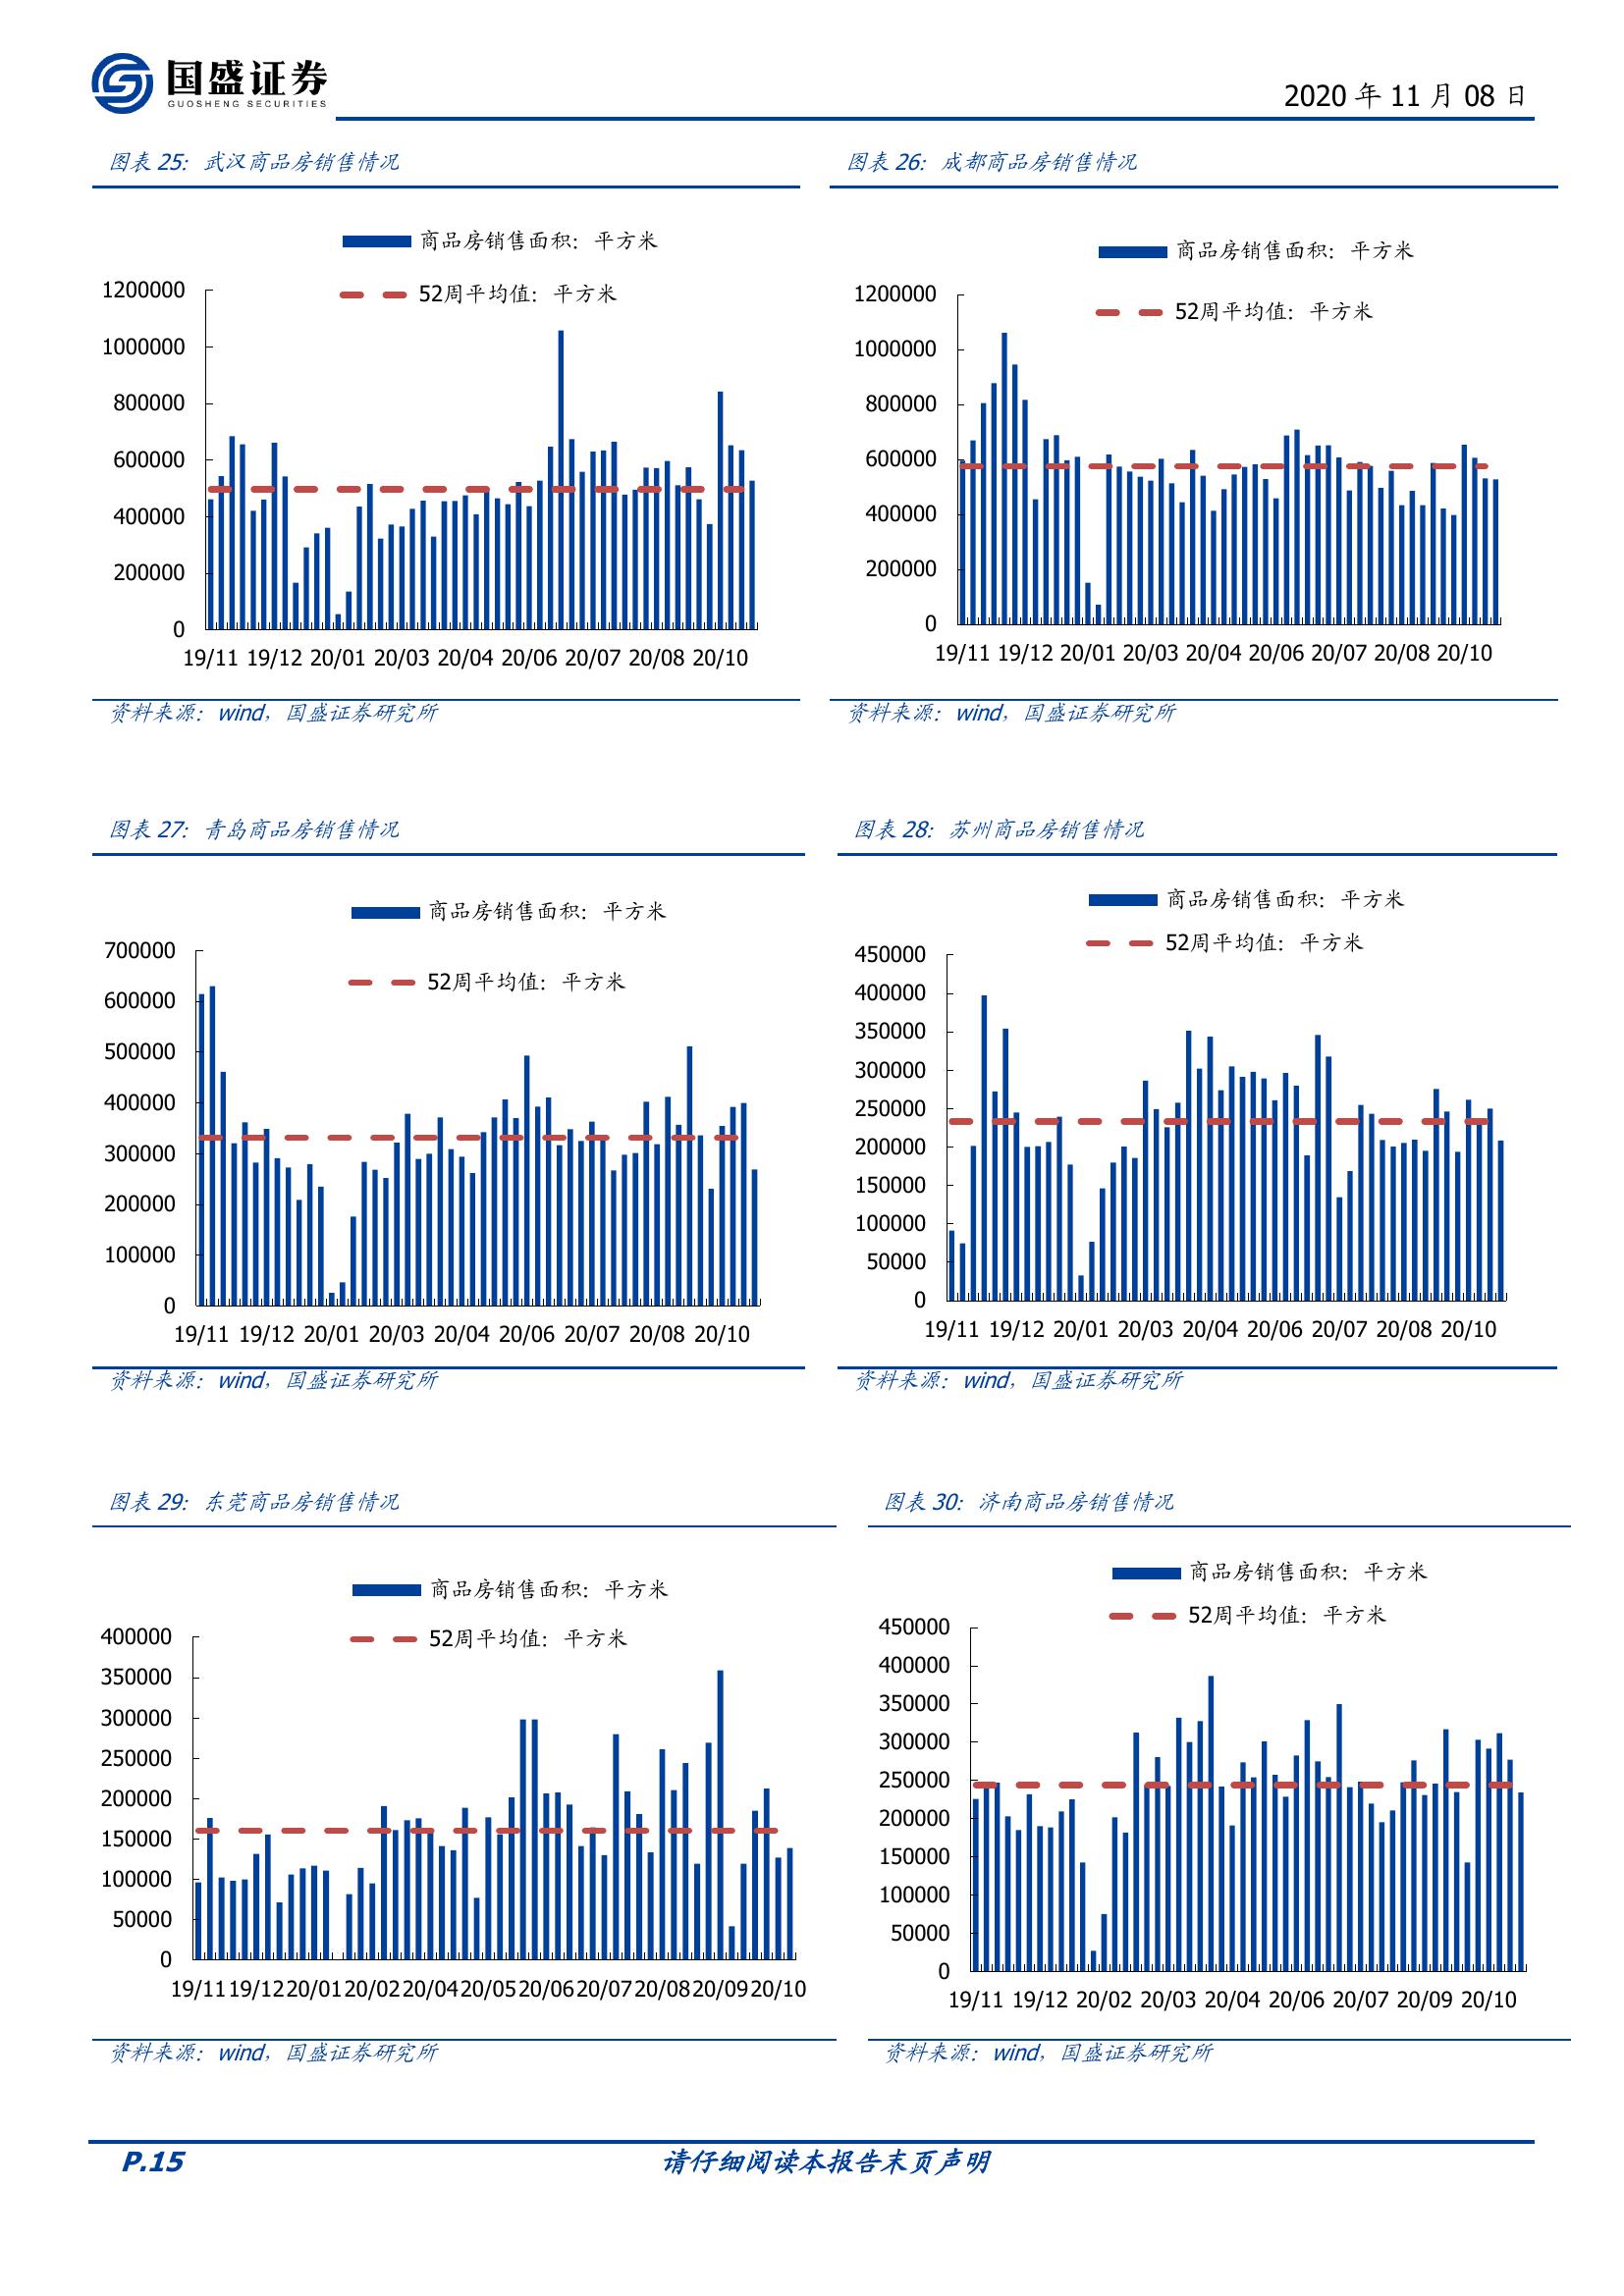 国盛证券
GUOSHENG SECURITIES
2020 年 11 月 08 日
图表 25：武汉商品房销售情况
商品房销售面积：平方米
52周平均值：平方米
1200000
1000000
800000
600000
400000
200000
0
19/11 19/12 20/01 20/03 20/04 20/06 20/07 20/08 20/10
资料来源：wind，国盛证券研究所
图表 26：成都商品房销售情况
商品房销售面积：平方米
52周平均值：平方米
1200000
1000000
800000
600000
400000
200000
0
19/11 19/12 20/01 20/03 20/04 20/06 20/07 20/08 20/10
资料来源：wind，国盛证券研究所
图表 27：青岛商品房销售情况
商品房销售面积：平方米
52周平均值：平方米
700000
600000
500000
400000
300000
200000
100000
0
19/11 19/12 20/01 20/03 20/04 20/06 20/07 20/08 20/10
资料来源：wind，国盛证券研究所
图表 28：苏州商品房销售情况
商品房销售面积：平方米
52周平均值：平方米
450000
400000
350000
300000
250000
200000
150000
100000
50000
0
19/11 19/12 20/01 20/03 20/04 20/06 20/07 20/08 20/10
资料来源：wind，国盛证券研究所
图表 29：东莞商品房销售情况
商品房销售面积：平方米
52周平均值：平方米
400000
350000
300000
250000
200000
150000
100000
50000
0
19/11 19/12 20/01 20/02 20/04 20/05 20/06 20/07 20/08 20/09 20/10
资料来源：wind，国盛证券研究所
图表 30：济南商品房销售情况
商品房销售面积：平方米
52周平均值：平方米
450000
400000
350000
300000
250000
200000
150000
100000
50000
0
19/11 19/12 20/02 20/03 20/04 20/06 20/07 20/09 20/10
资料来源：wind，国盛证券研究所
P.15
请仔细阅读本报告末页声明